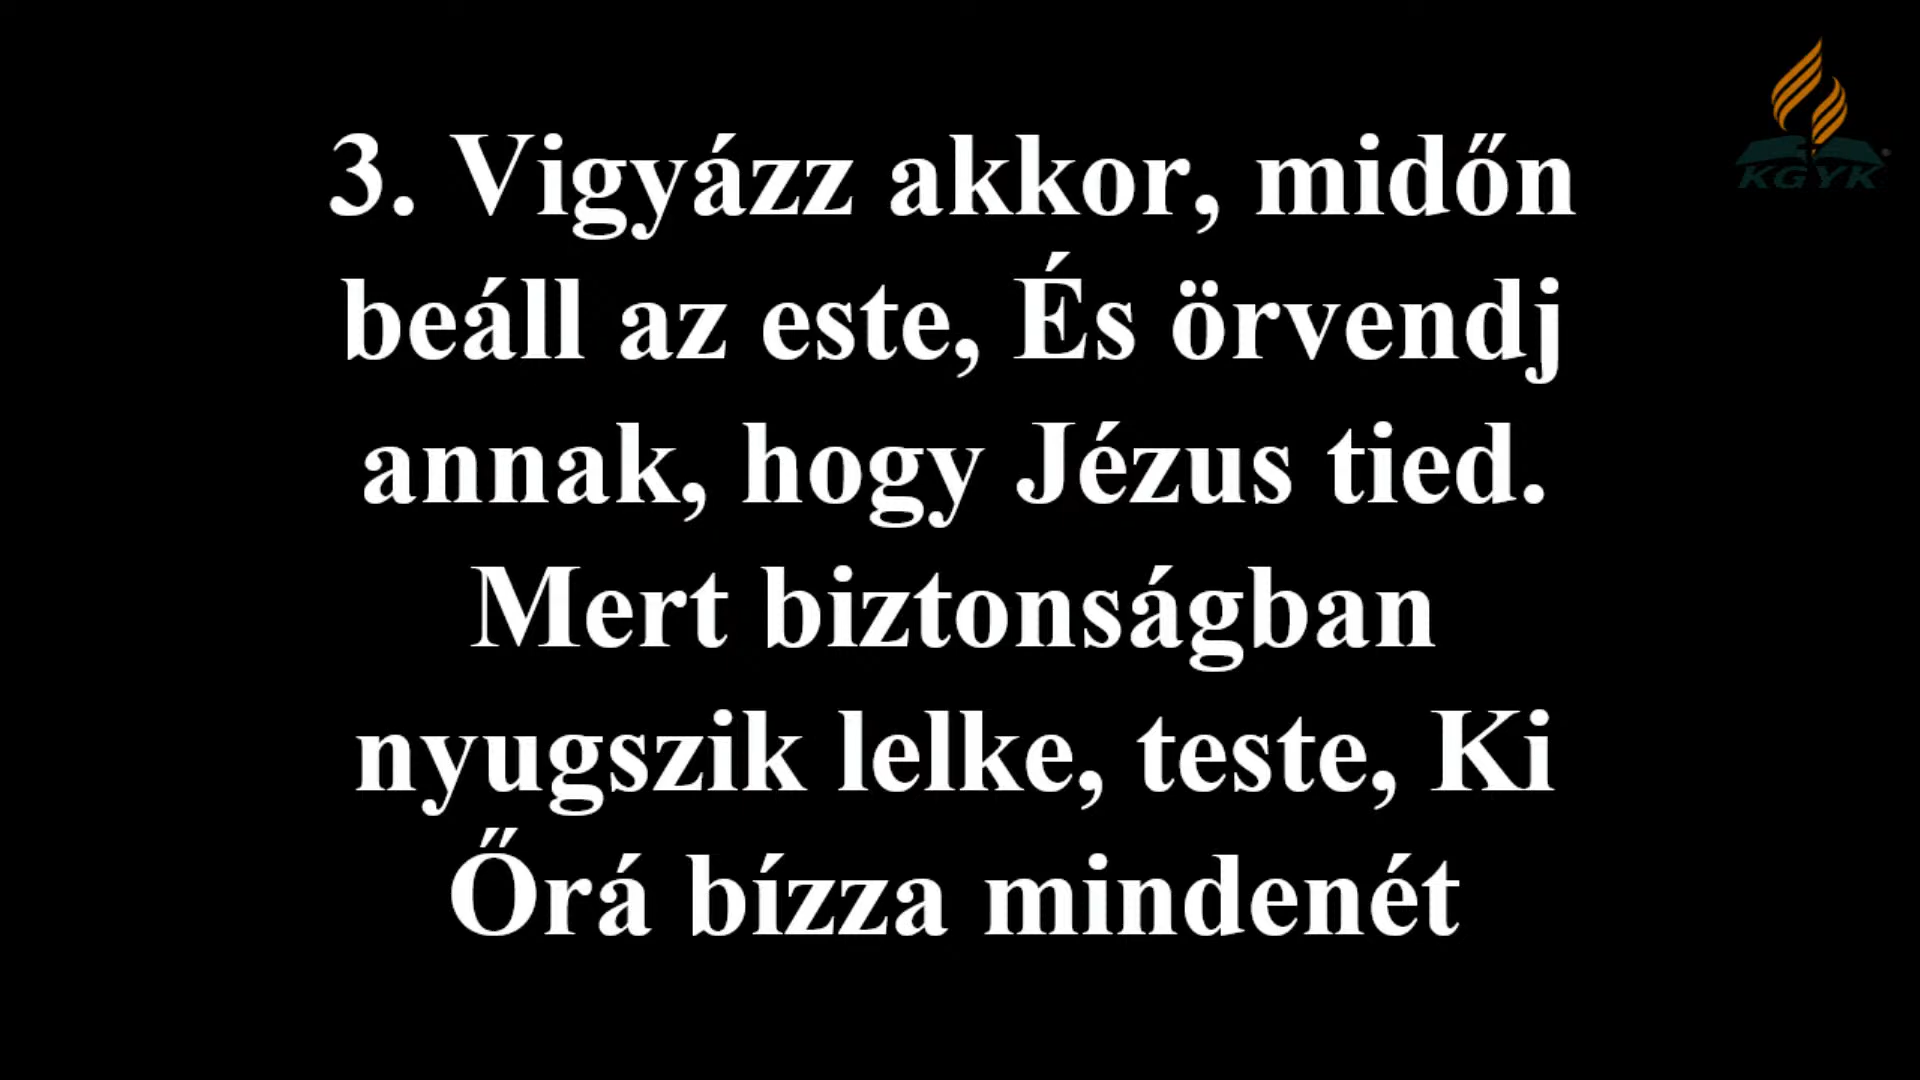 3. Vigyázz akkor, midőn
beáll az este, És örvendj
annak, hogy Jézus tied.
Mert biztonságban
nyugszik lelke, teste, Ki
Őrá bízza mindenét
KGYK